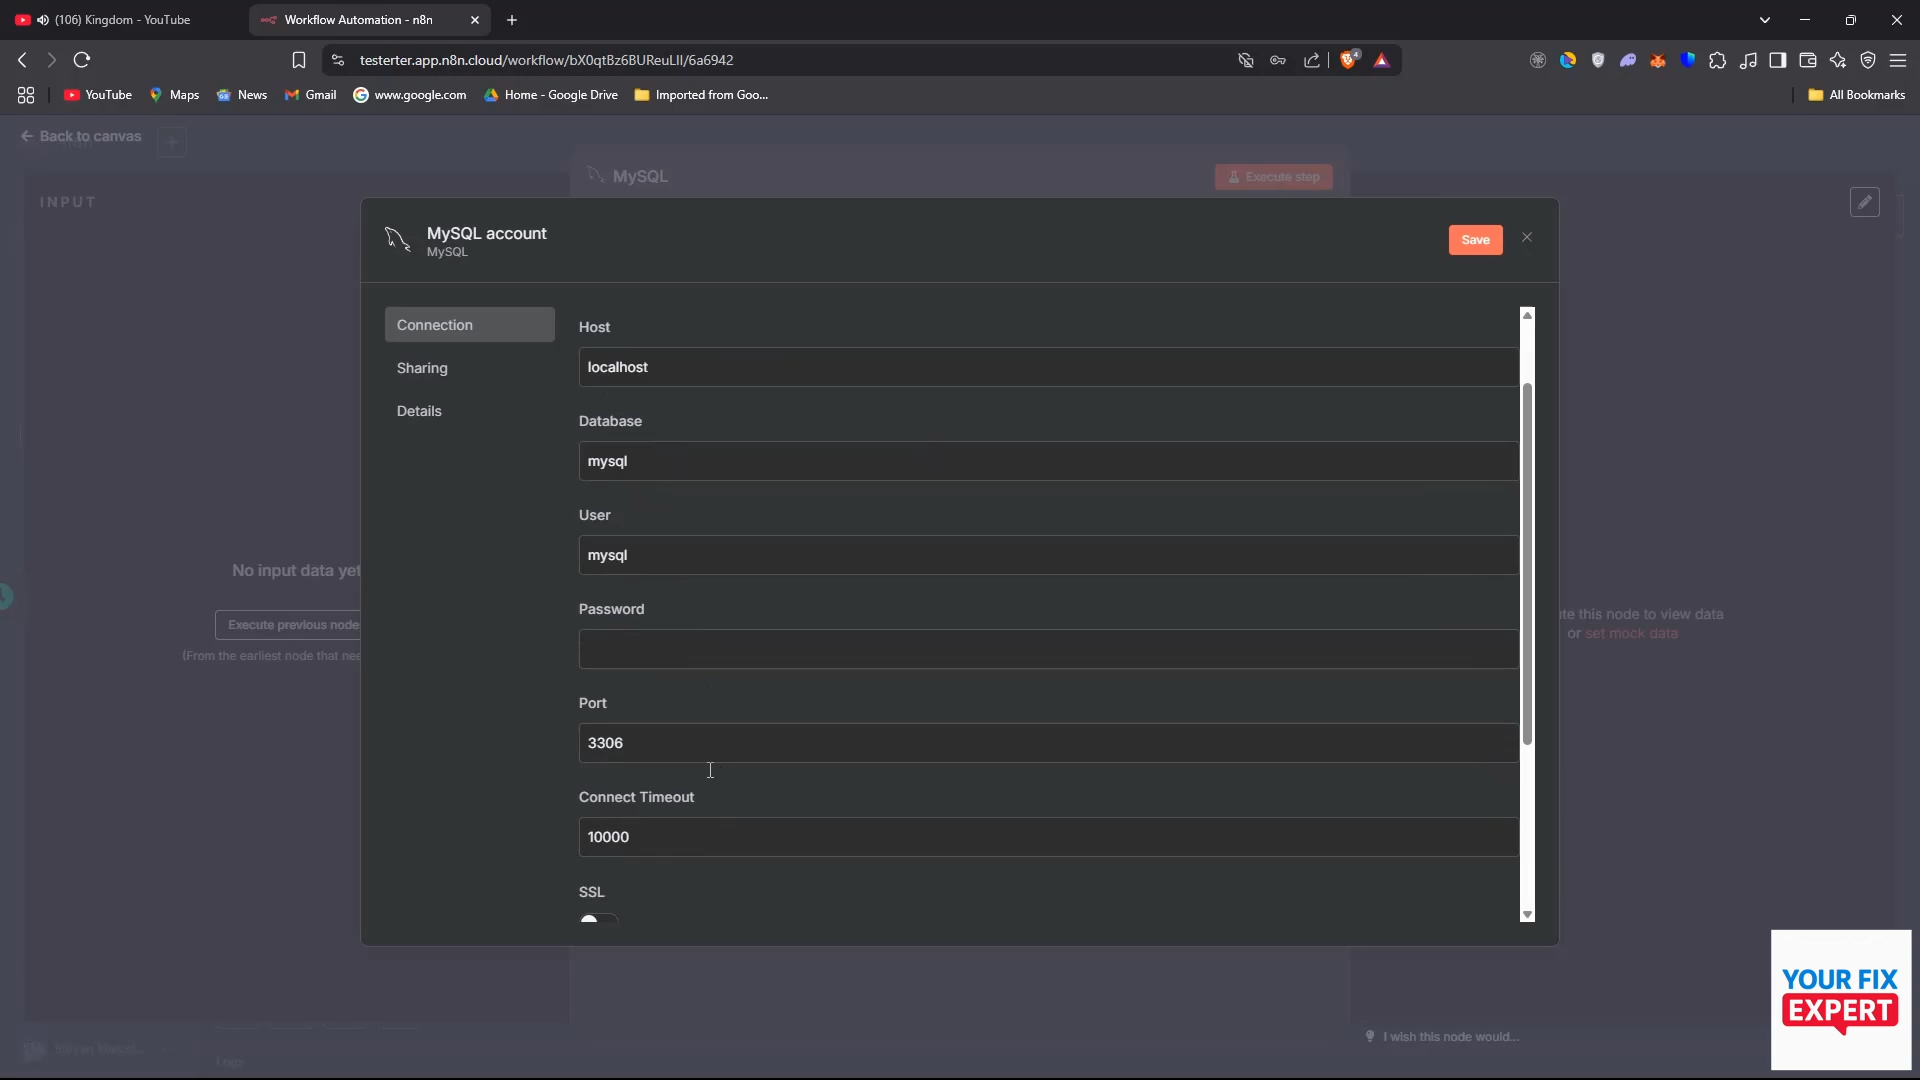 (106) Kingdom - YouTube
Workflow Automation - n8n
testerter.app.n8n.cloud/workflow/bX0qtBz6BUReuLlI/6a6942
4
YouTube
Maps
News
Gmail
www.google.com
Home - Google Drive
Imported from Goo...
All Bookmarks
Back to canvas
MySQL
Execute step
INPUT
MySQL account
MySQL
Save
Connection
Sharing
Details
Host
localhost
Database
mysql
User
mysql
Password
Port
3306
Connect Timeout
10000
SSL
No input data yet
Execute previous node
(From the earliest node that nee
te this node to view data
or set mock data
I wish this node would...
Logs
YOUR FIX
EXPERT